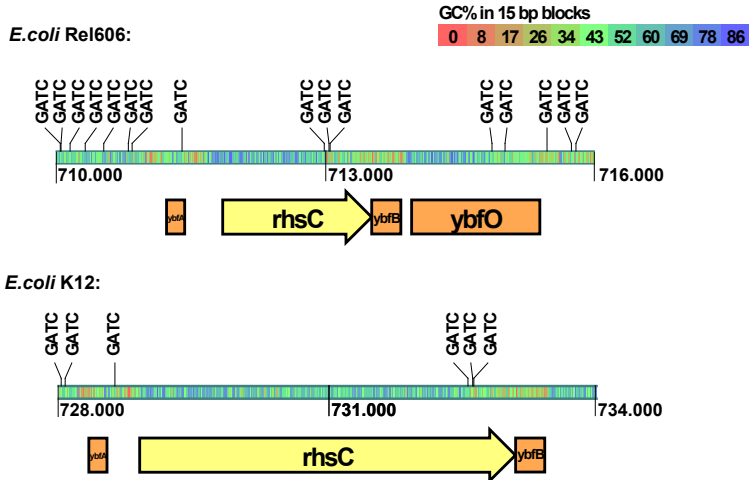 GC% in 15 bp blocks
0 8 17 26 34 43 52 60 69 78 86
E.coli Rel606:
GATC GATC GATC GATC GATC GATC GATC GATC GATC GATC GATC GATC GATC GATC GATC GATC
710.000 713.000 716.000
ybfA rhsC ybfB ybfO
E.coli K12:
GATC GATC GATC GATC GATC GATC
728.000 731.000 734.000
ybfA rhsC ybfB